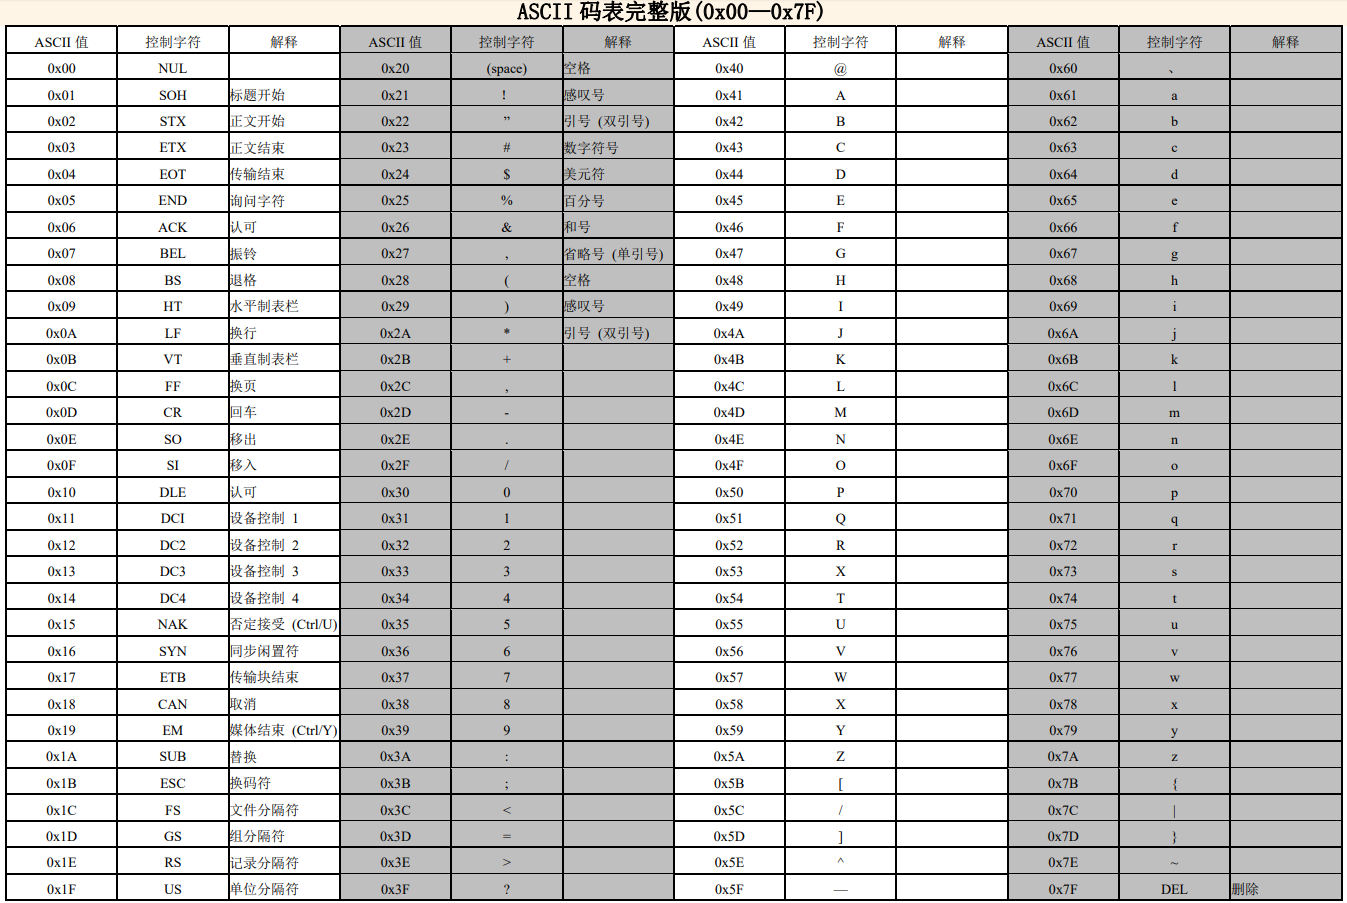 ASCII 码表完整版(0x00—0x7F)
ASCII 值 控制字符 解释 ASCII 值 控制字符 解释 ASCII 值 控制字符 解释 ASCII 值 控制字符 解释
0x00 NUL 0x20 (space) 空格 0x40 @ 0x60 、
0x01 SOH 标题开始 0x21 ! 感叹号 0x41 A 0x61 a
0x02 STX 正文开始 0x22 ” 引号 (双引号) 0x42 B 0x62 b
0x03 ETX 正文结束 0x23 # 数字符号 0x43 C 0x63 c
0x04 EOT 传输结束 0x24 $ 美元符 0x44 D 0x64 d
0x05 END 询问字符 0x25 % 百分号 0x45 E 0x65 e
0x06 ACK 认可 0x26 & 和号 0x46 F 0x66 f
0x07 BEL 振铃 0x27 , 省略号 (单引号) 0x47 G 0x67 g
0x08 BS 退格 0x28 ( 空格 0x48 H 0x68 h
0x09 HT 水平制表栏 0x29 ) 感叹号 0x49 I 0x69 i
0x0A LF 换行 0x2A * 引号 (双引号) 0x4A J 0x6A j
0x0B VT 垂直制表栏 0x2B + 0x4B K 0x6B k
0x0C FF 换页 0x2C , 0x4C L 0x6C l
0x0D CR 回车 0x2D - 0x4D M 0x6D m
0x0E SO 移出 0x2E . 0x4E N 0x6E n
0x0F SI 移入 0x2F / 0x4F O 0x6F o
0x10 DLE 认可 0x30 0 0x50 P 0x70 p
0x11 DCI 设备控制 1 0x31 1 0x51 Q 0x71 q
0x12 DC2 设备控制 2 0x32 2 0x52 R 0x72 r
0x13 DC3 设备控制 3 0x33 3 0x53 X 0x73 s
0x14 DC4 设备控制 4 0x34 4 0x54 T 0x74 t
0x15 NAK 否定接受 (Ctrl/U) 0x35 5 0x55 U 0x75 u
0x16 SYN 同步闲置符 0x36 6 0x56 V 0x76 v
0x17 ETB 传输块结束 0x37 7 0x57 W 0x77 w
0x18 CAN 取消 0x38 8 0x58 X 0x78 x
0x19 EM 媒体结束 (Ctrl/Y) 0x39 9 0x59 Y 0x79 y
0x1A SUB 替换 0x3A : 0x5A Z 0x7A z
0x1B ESC 换码符 0x3B ; 0x5B [ 0x7B {
0x1C FS 文件分隔符 0x3C < 0x5C / 0x7C |
0x1D GS 组分隔符 0x3D = 0x5D ] 0x7D }
0x1E RS 记录分隔符 0x3E > 0x5E ^ 0x7E ~
0x1F US 单位分隔符 0x3F ? 0x5F — 0x7F DEL 删除